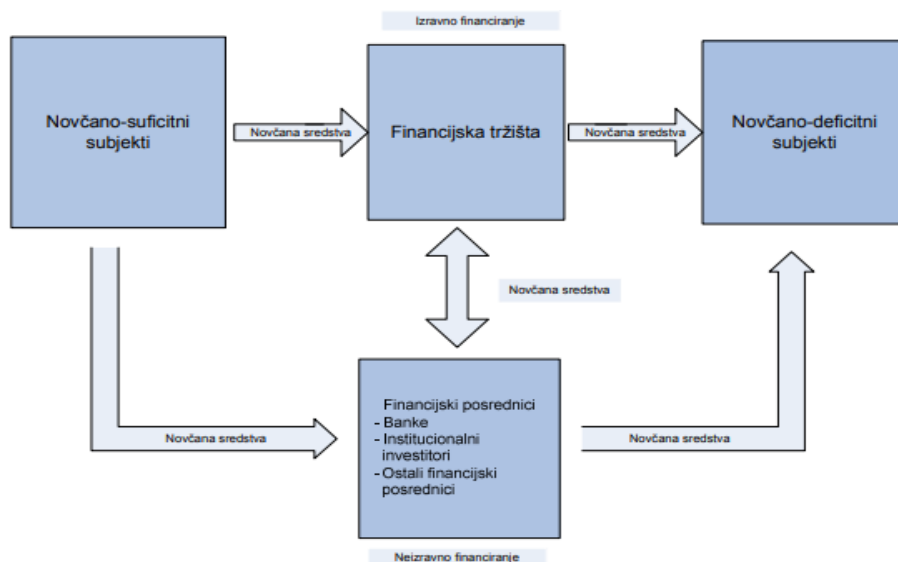 Izravno financiranje
Novčano-suficitni
subjekti
Novčana sredstva
Financijska tržišta
Novčana sredstva
Novčano-deficitni
subjekti
Novčana sredstva
Financijski posrednici
- Banke
- Institucionalni
investitori
- Ostali financijski
posrednici
Novčana sredstva
Novčana sredstva
Neizravno financiranje